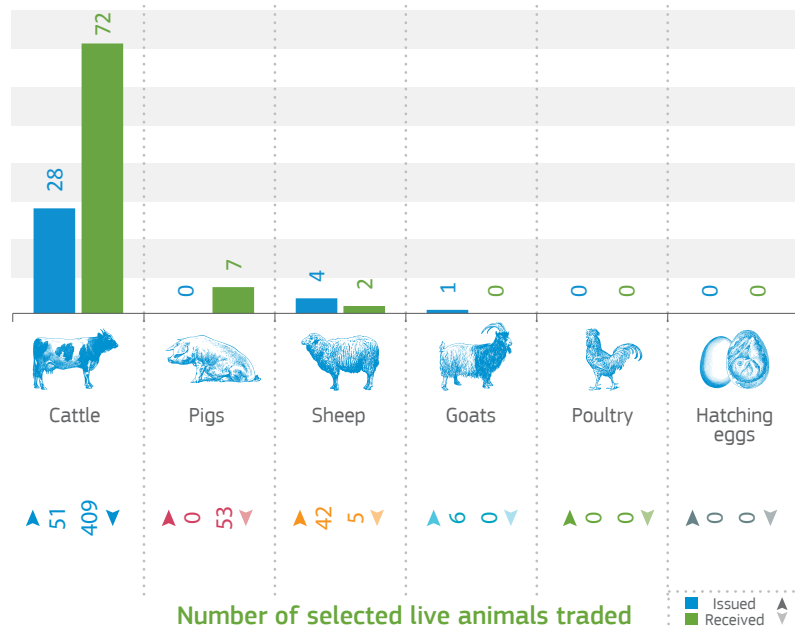 28 72
0 7
4 2
1 0
0 0
0 0
Cattle
Pigs
Sheep
Goats
Poultry
Hatching
eggs
51 409
0 53
42 5
6 0
0 0
0 0
Number of selected live animals traded
Issued
Received